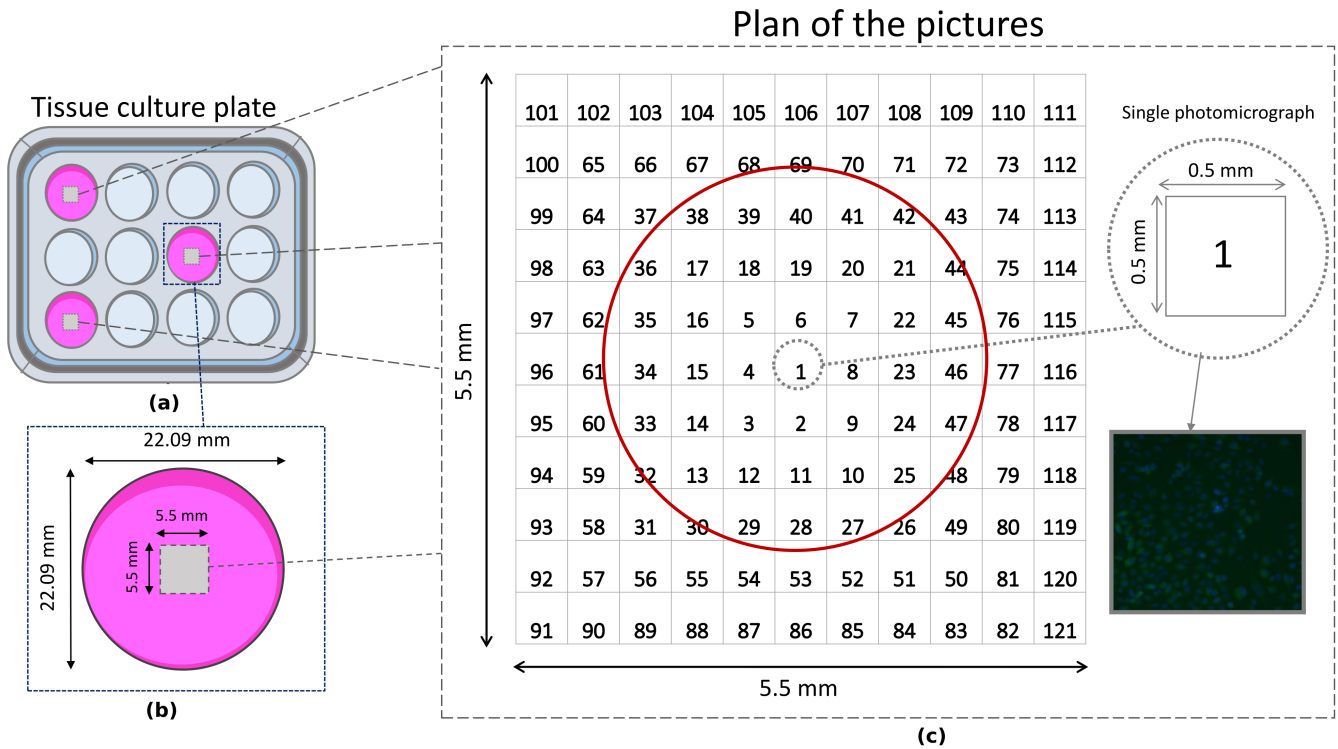 Plan of the pictures
Tissue culture plate
(a)
22.09 mm
22.09 mm
5.5 mm
5.5 mm
(b)
5.5 mm
101 102 103 104 105 106 107 108 109 110 111
100 65 66 67 68 69 70 71 72 73 112
99 64 37 38 39 40 41 42 43 74 113
98 63 36 17 18 19 20 21 44 75 114
97 62 35 16 5 6 7 22 45 76 115
96 61 34 15 4 1 8 23 46 77 116
95 60 33 14 3 2 9 24 47 78 117
94 59 32 13 12 11 10 25 48 79 118
93 58 31 30 29 28 27 26 49 80 119
92 57 56 55 54 53 52 51 50 81 120
91 90 89 88 87 86 85 84 83 82 121
5.5 mm
Single photomicrograph
0.5 mm
0.5 mm
1
(c)